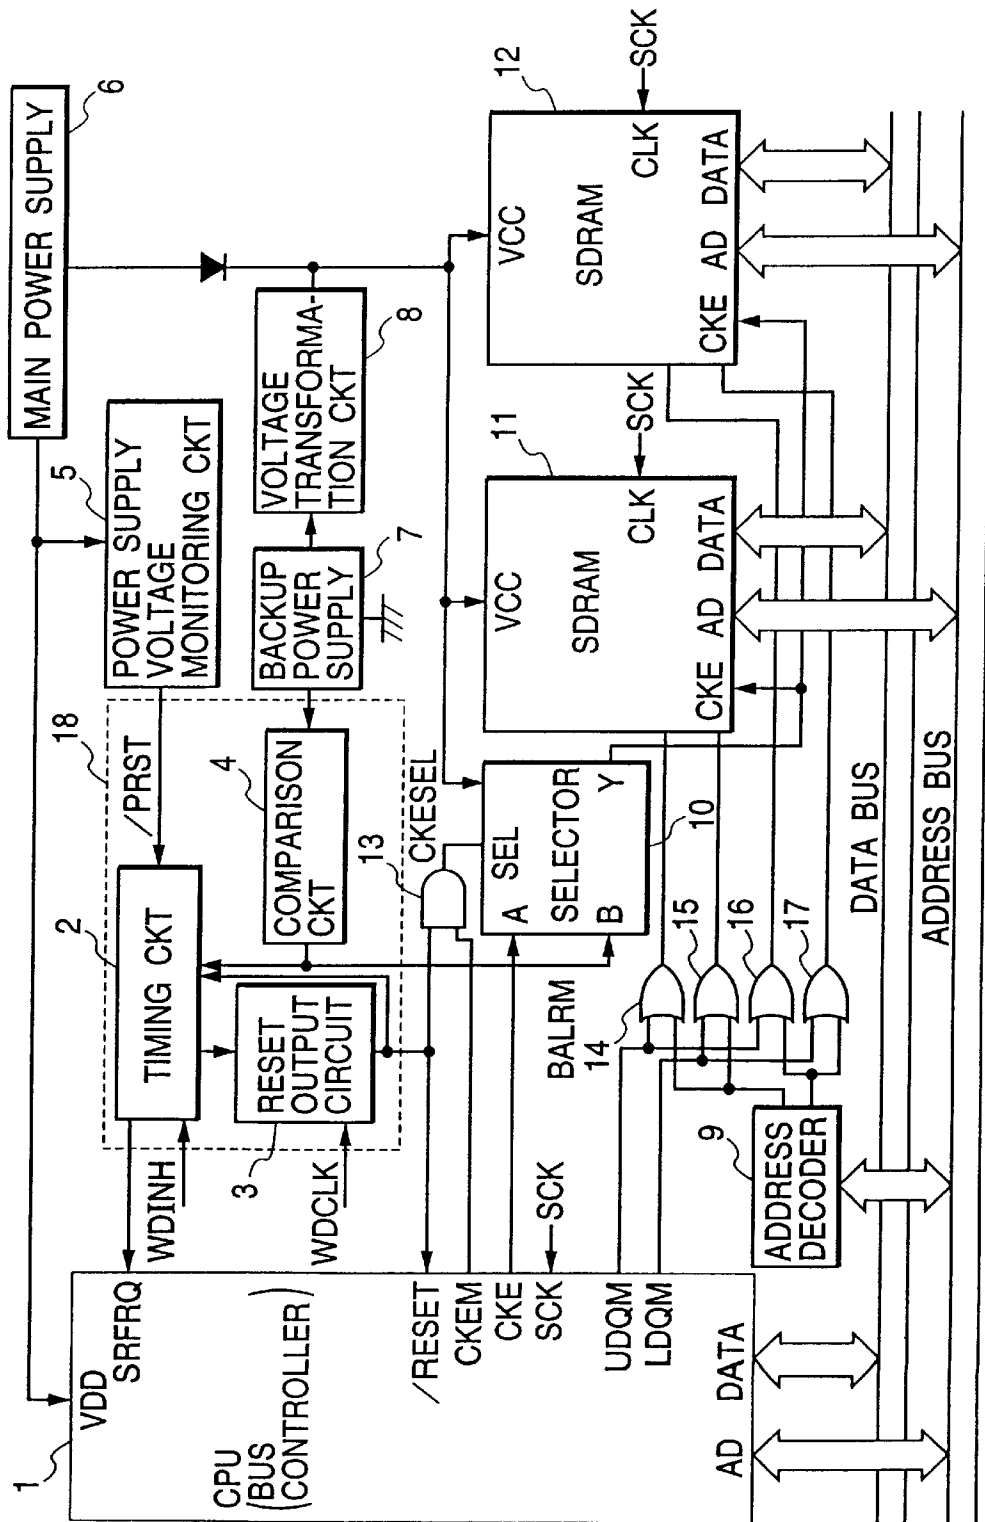 MAIN POWER SUPPLY
6
5
POWER SUPPLY
VOLTAGE
MONITORING CKT
18
/PRST
2
TIMING CKT
4
COMPARISON
CKT
BACKUP
POWER
SUPPLY
7
VOLTAGE
TRANSFORMA-
TION CKT
8
RESET
OUTPUT
CIRCUIT
3
WDINH
WDCLK
1
VDD
SRFRQ
CPU
(BUS
CONTROLLER)
/RESET
CKEM
CKE
SCK
UDQM
LDQM
AD
DATA
SCK
13
CKESEL
SEL
A
SELECTOR
B
Y
10
BALRM
14
15
16
17
9
ADDRESS
DECODER
11
VCC
SDRAM
CLK
SCK
CKE
AD
DATA
12
VCC
SDRAM
CLK
SCK
CKE
AD
DATA
DATA BUS
ADDRESS BUS